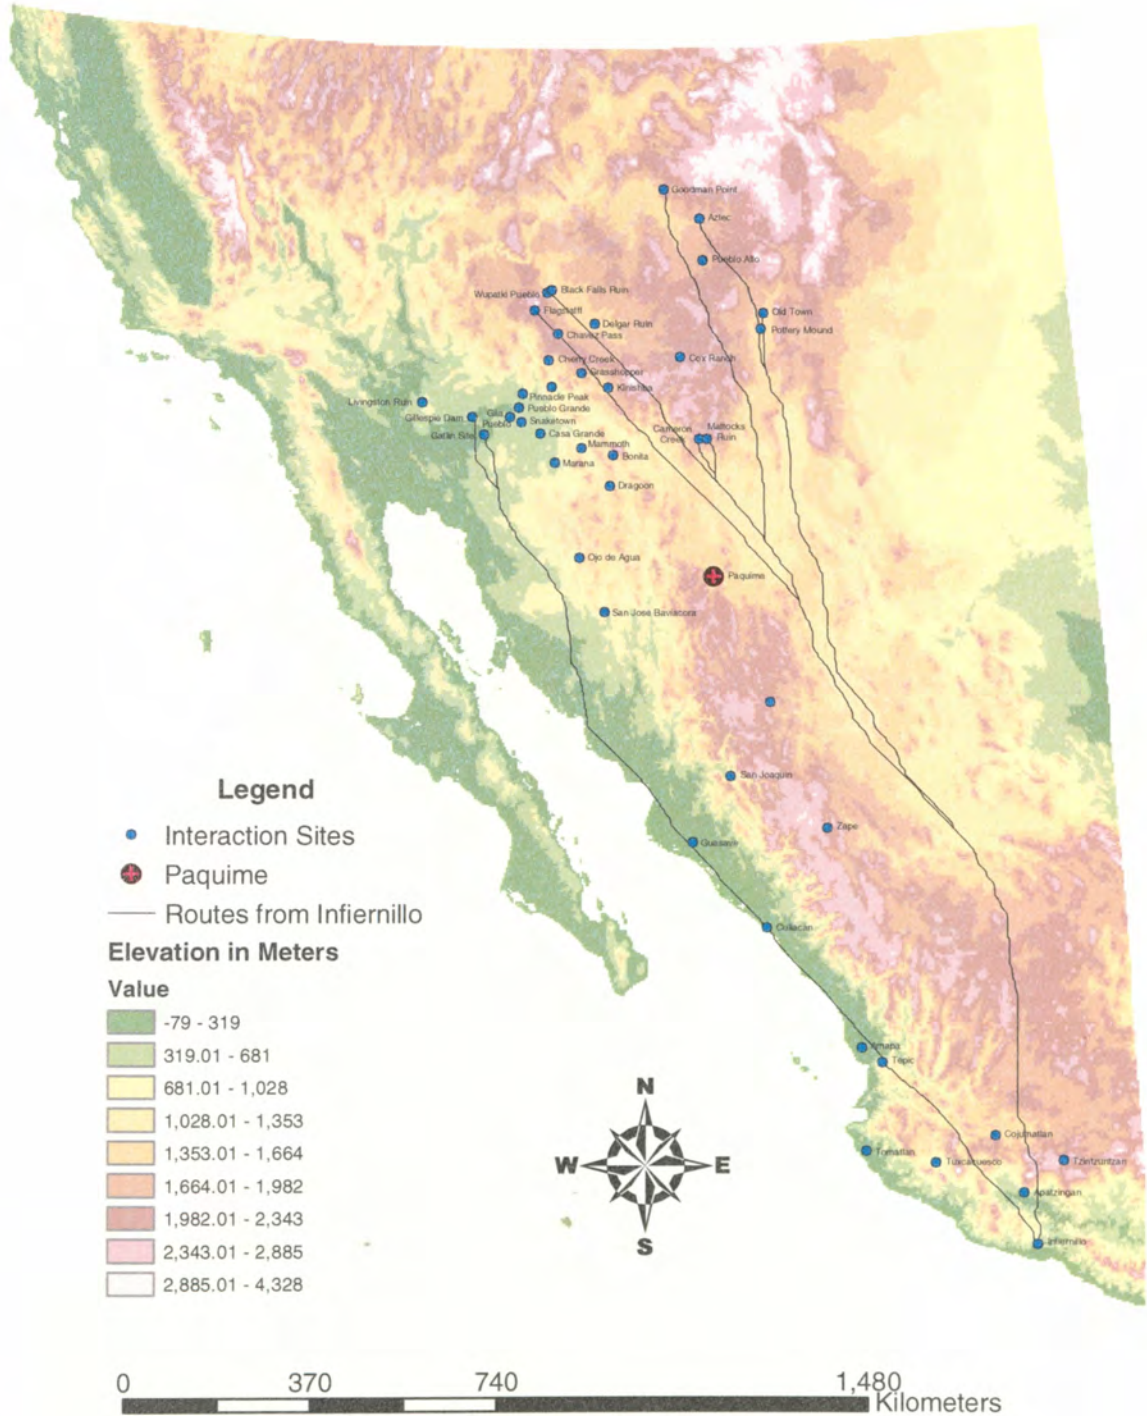 Goodman Point
Aztec
Pueblo Alto
Black Falls Ruin
Wupatki Pueblo
Flagstaff
Old Town
Delgar Ruin
Pottery Mound
Chavez Pass
Cox Ranch
Cherry Creek
Grasshopper
Kinishba
Pinnacle Peak
Livingston Ruin
Pueblo Grande
Gila
Pueblo
Gillespie Dam
Snaketown
Gatlin Site
Casa Grande
Cameron
Creek
Mattocks
Ruin
Mammoth
Bonita
Marana
Dragoon
Ojo de Agua
Paquime
San Jose Baviacora
San Joaquin
Zape
Guasave
Culiacan
Amapa
Tepic
Cojumatlan
Tomatlan
Tuxcacuesco
Tzintzuntzan
Apatzingan
Infiernillo
Legend
Interaction Sites
Paquime
Routes from Infiernillo
Elevation in Meters
Value
-79 - 319
319.01 - 681
681.01 - 1,028
1,028.01 - 1,353
1,353.01 - 1,664
1,664.01 - 1,982
1,982.01 - 2,343
2,343.01 - 2,885
2,885.01 - 4,328
N
W
E
S
0 370 740 1,480
Kilometers